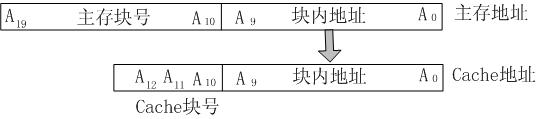 A19 主存块号 A10 A9 块内地址 A0 主存地址
A12 A11 A10 A9 块内地址 A0 Cache地址
Cache块号